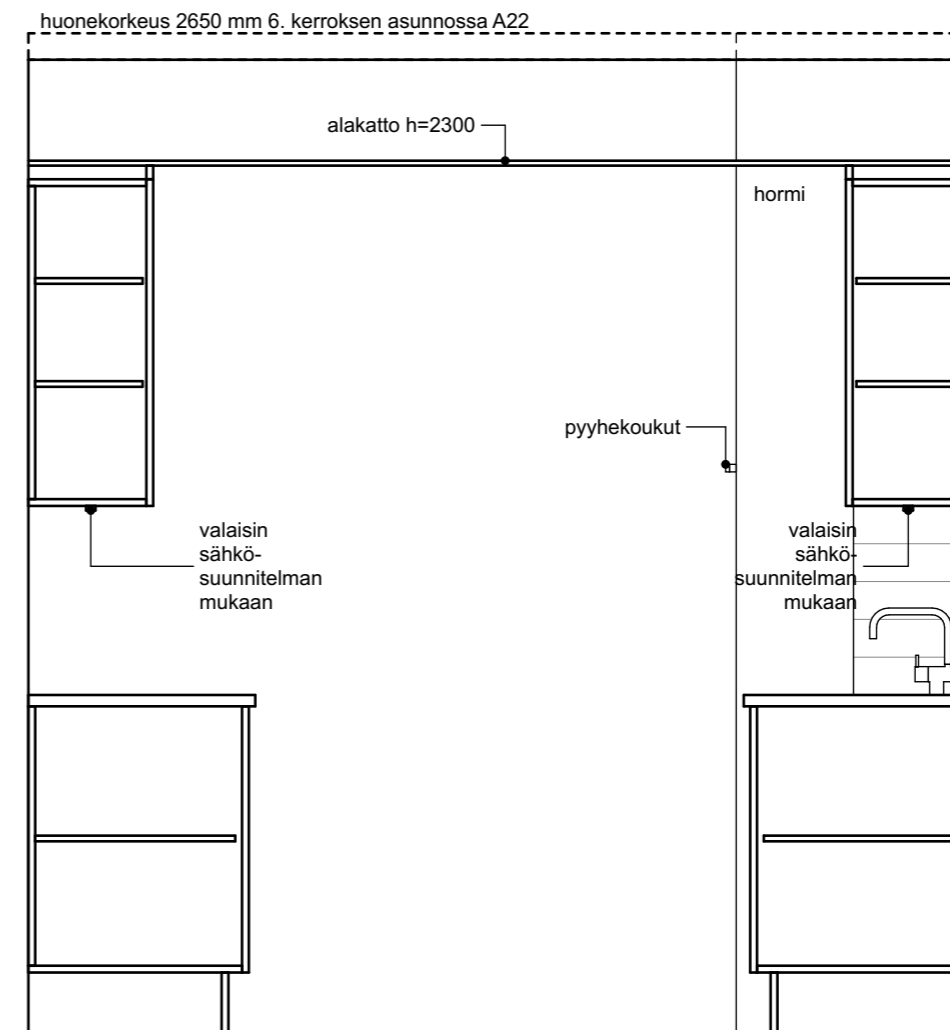 huonekorkeus 2650 mm 6. kerroksen asunnossa A22
alakatto h=2300
hormi
pyyhekoukut
valaisin
sähkö-
suunnitelman
mukaan
valaisin
sähkö-
suunnitelman
mukaan